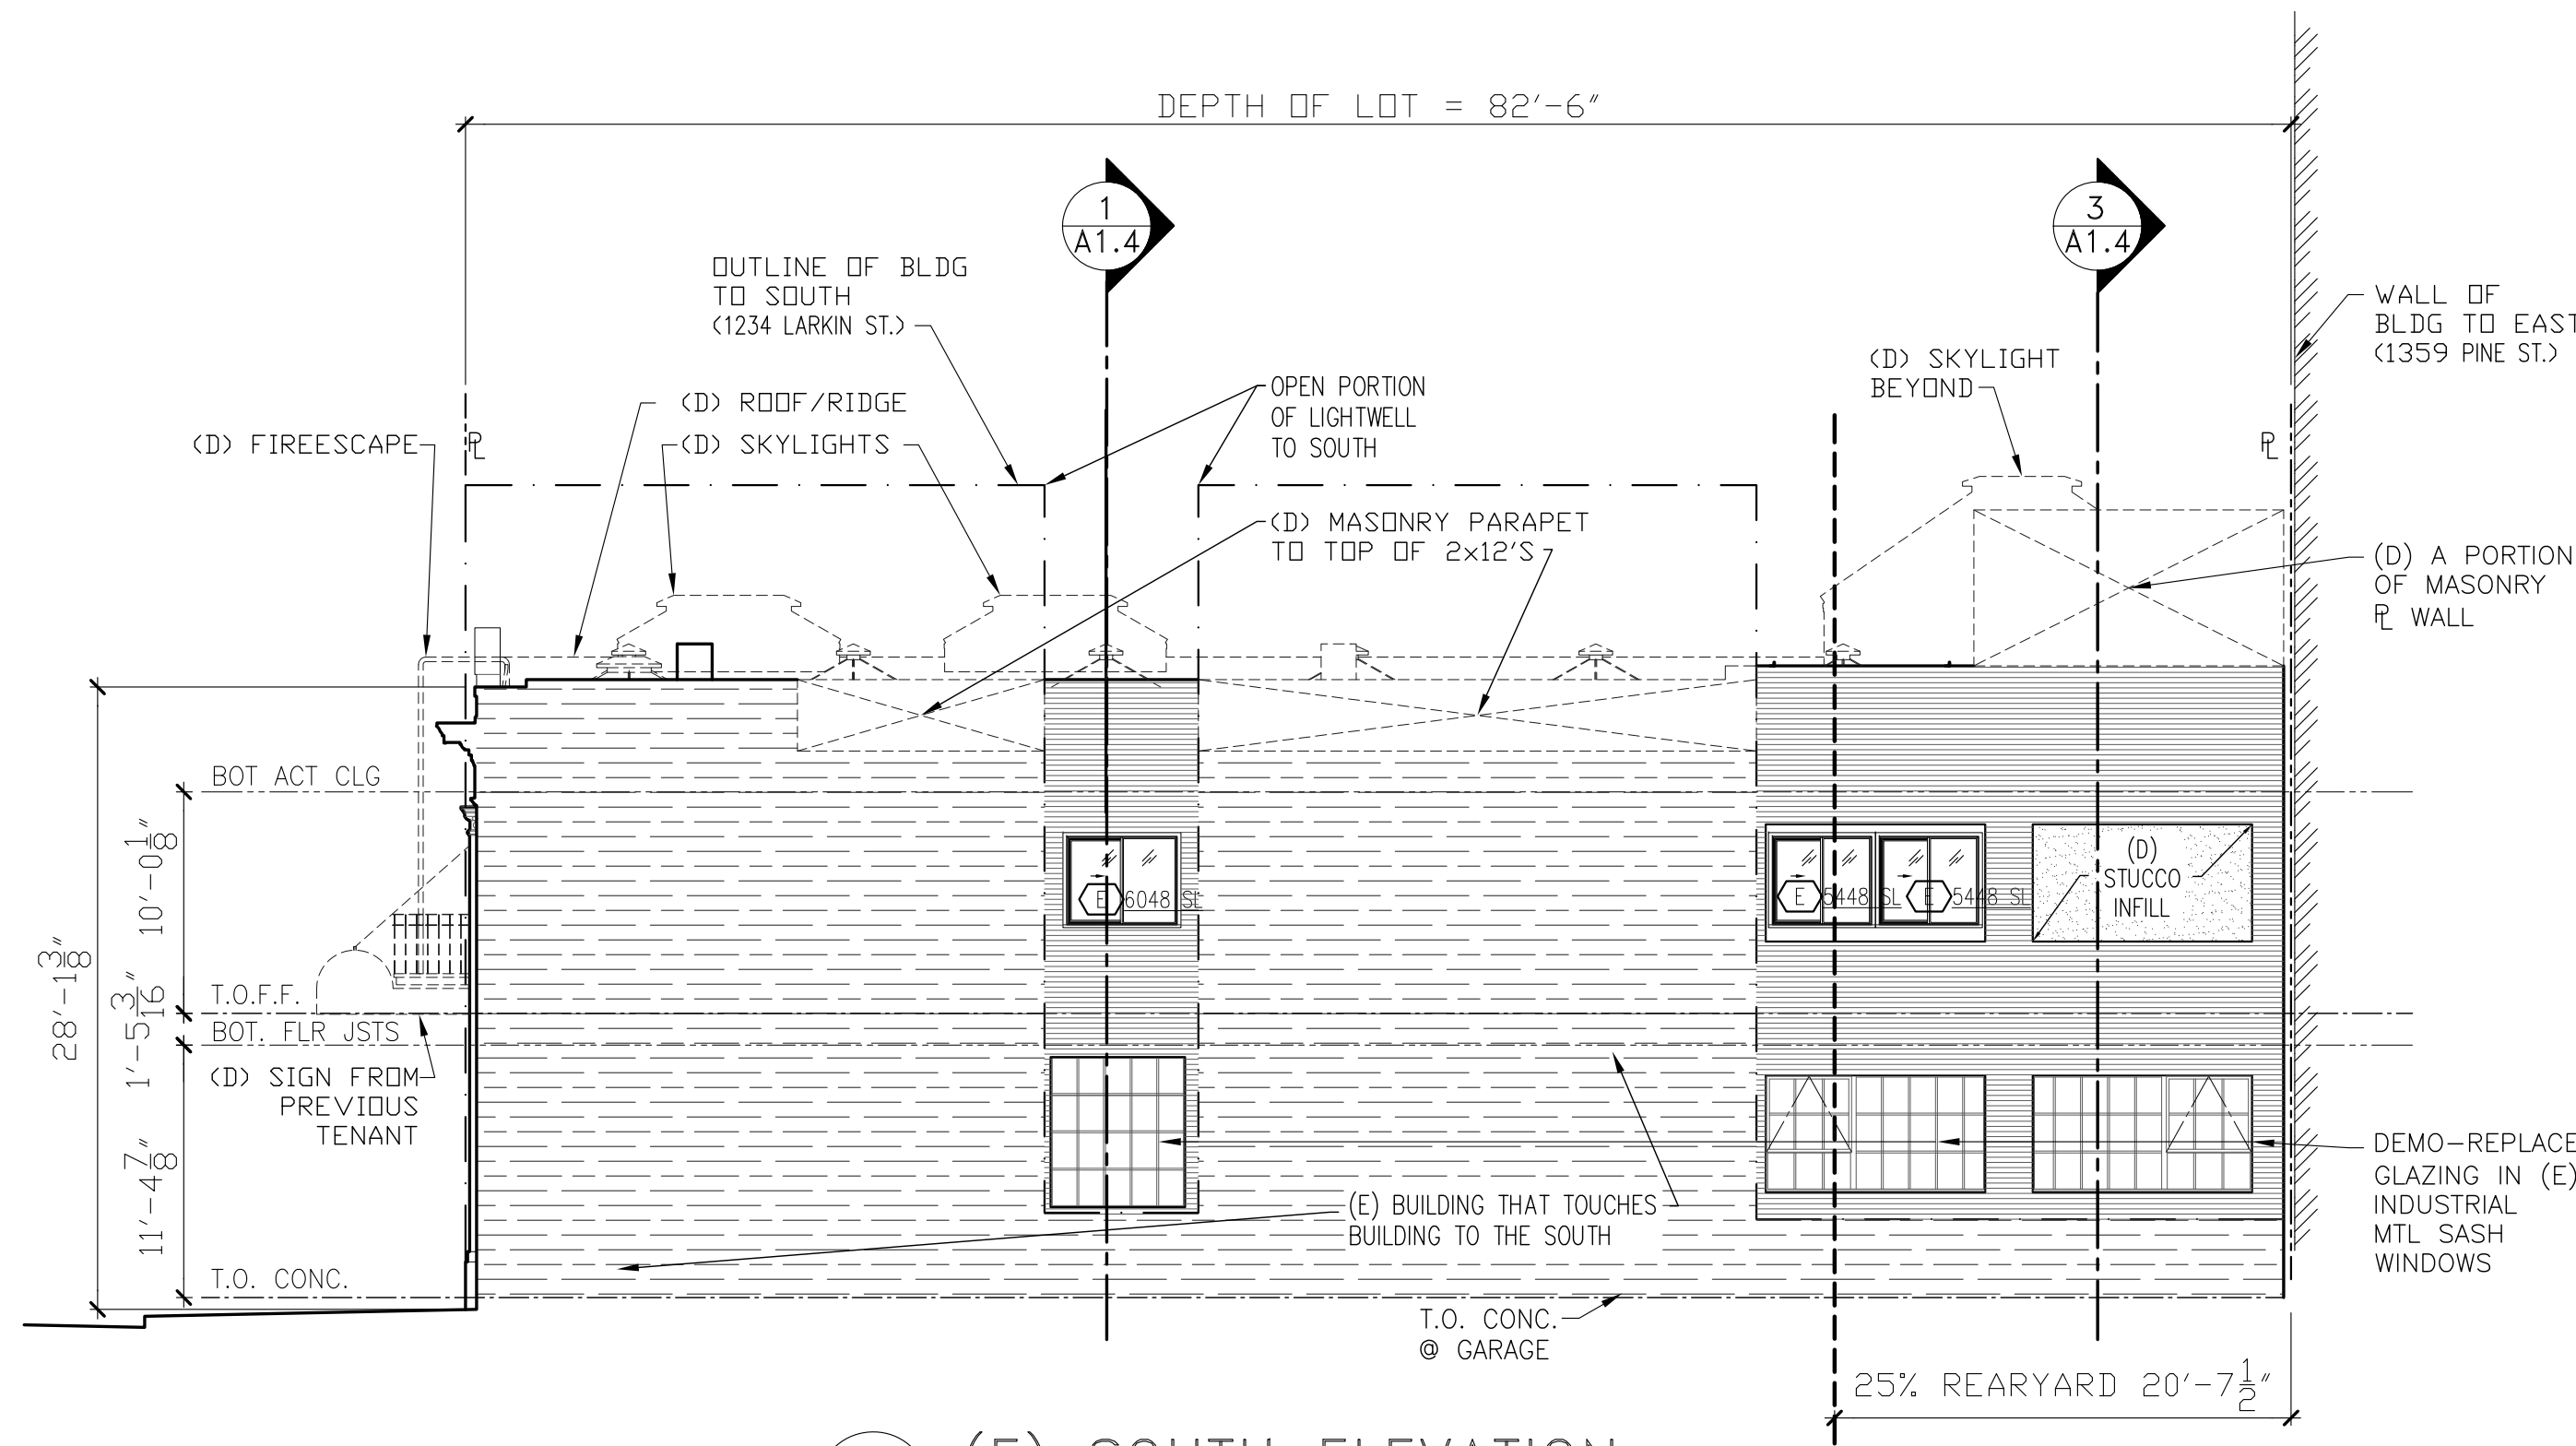 DEPTH OF LOT = 82'-6"
1
A1.4
3
A1.4
OUTLINE OF BLDG
TO SOUTH
(1234 LARKIN ST.)
WALL OF
BLDG TO EAST
(1359 PINE ST.)
(D) SKYLIGHT
BEYOND
OPEN PORTION
OF LIGHTWELL
TO SOUTH
(D) ROOF/RIDGE
(D) FIREESCAPE
PL
(D) SKYLIGHTS
PL
(D) MASONRY PARAPET
TO TOP OF 2x12'S
(D) A PORTION
OF MASONRY
PL WALL
BOT ACT CLG
10'-0 1/8"
28'-1 3/8"
1'-5 3/16"
11'-4 7/8"
E 6048 SL
E 5448 SL
E 5448 SL
(D)
STUCCO
INFILL
T.O.F.F.
BOT. FLR JSTS
(D) SIGN FROM
PREVIOUS
TENANT
DEMO-REPLACE
GLAZING IN (E)
INDUSTRIAL
MTL SASH
WINDOWS
(E) BUILDING THAT TOUCHES
BUILDING TO THE SOUTH
T.O. CONC.
T.O. CONC.
@ GARAGE
25% REARYARD 20'-7 1/2"
(E) SOUTH ELEVATION